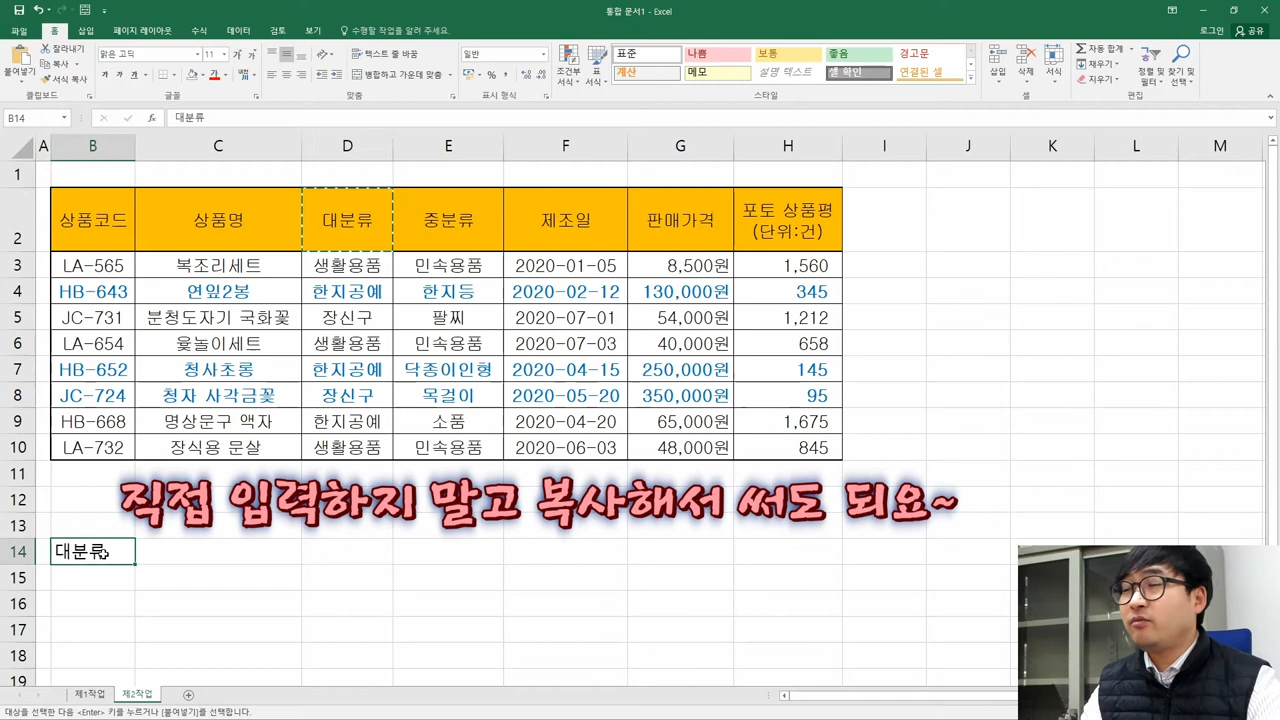 통합 문서1 - Excel
파일 홈 삽입 페이지 레이아웃 수식 데이터 검토 보기 수행할 작업을 알려 주세요. 로그인 공유
붙여넣기 잘라내기 복사 서식 복사 클립보드
맑은 고딕 11 가 가 가 가 가 가 글꼴
텍스트 줄 바꿈 병합하고 가운데 맞춤 맞춤
일반 % 표시 형식
조건부 서식 표 서식 표준 나쁨 보통 좋음 경고문
계산 메모 설명 텍스트 셀 확인 연결된 셀 스타일
삽입 삭제 서식 셀
자동 합계 채우기 지우기 정렬 및 필터 찾기 및 선택 편집
B14 fx 대분류
A B C D E F G H I J K L M
1
2 상품코드 상품명 대분류 중분류 제조일 판매가격 포토 상품평
(단위:건)
3 LA-565 복조리세트 생활용품 민속용품 2020-01-05 8,500원 1,560
4 HB-643 연잎2봉 한지공예 한지등 2020-02-12 130,000원 345
5 JC-731 분청도자기 국화꽃 장신구 팔찌 2020-07-01 54,000원 1,212
6 LA-654 윷놀이세트 생활용품 민속용품 2020-07-03 40,000원 658
7 HB-652 청사초롱 한지공예 닥종이인형 2020-04-15 250,000원 145
8 JC-724 청자 사각금꽃 장신구 목걸이 2020-05-20 350,000원 95
9 HB-668 명상문구 액자 한지공예 소품 2020-04-20 65,000원 1,675
10 LA-732 장식용 문살 생활용품 민속용품 2020-06-03 48,000원 845
11
12
직접 입력하지 말고 복사해서 써도 되요~
13
14 대분류
15
16
17
18
19
제1작업 제2작업
대상을 선택한 다음 <Enter> 키를 누르거나 [붙여넣기]를 선택합니다.